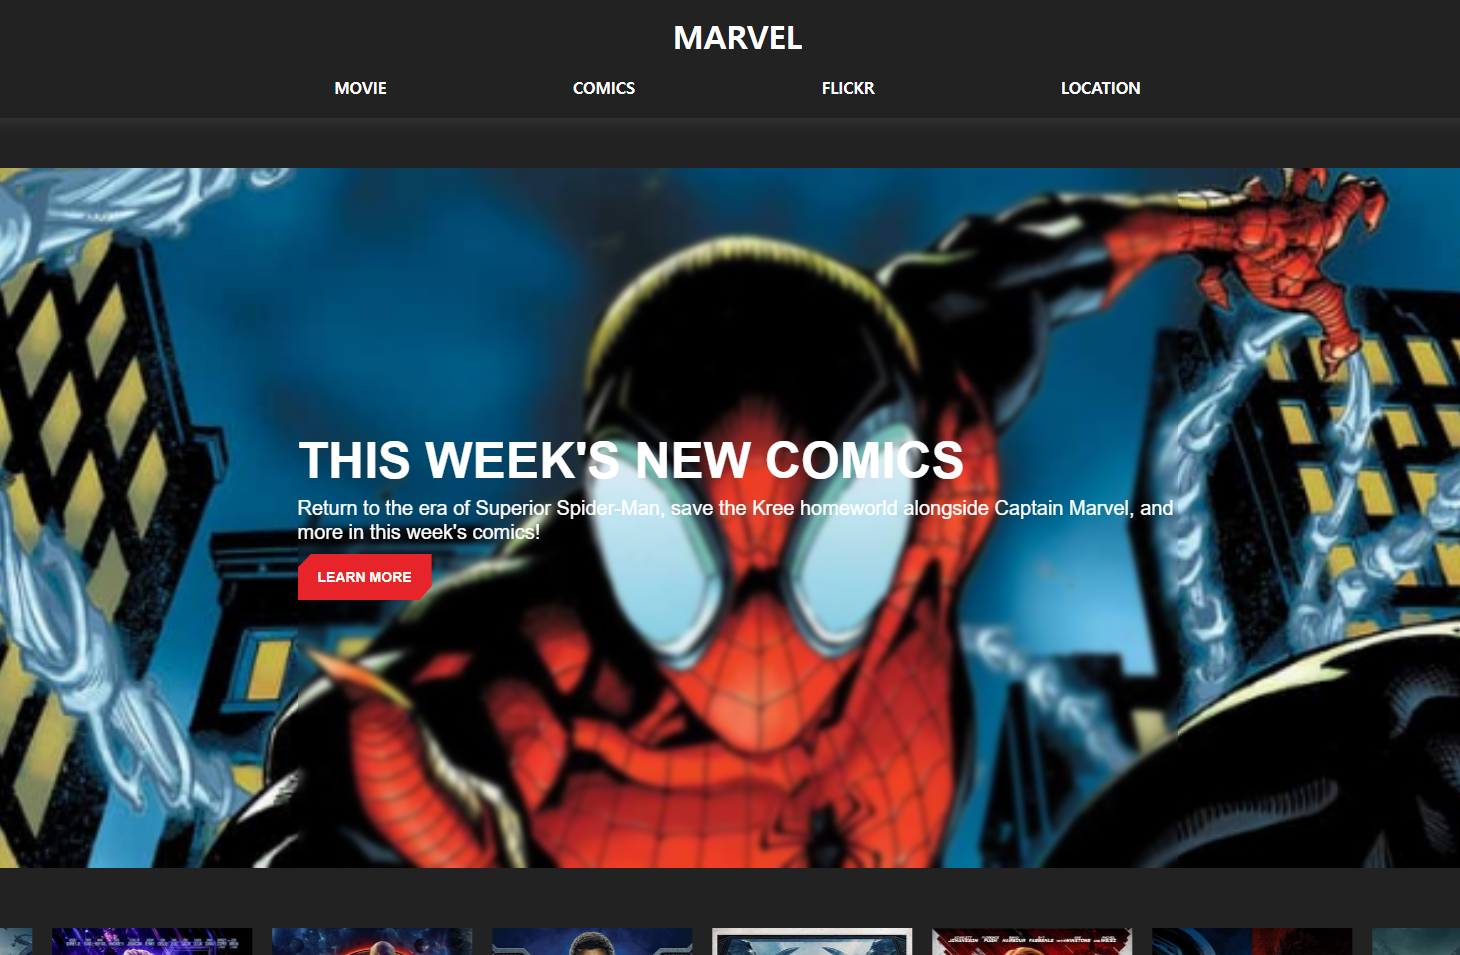 MARVEL
MOVIE
COMICS
FLICKR
LOCATION
THIS WEEK'S NEW COMICS
Return to the era of Superior Spider-Man, save the Kree homeworld alongside Captain Marvel, and
more in this week's comics!
LEARN MORE